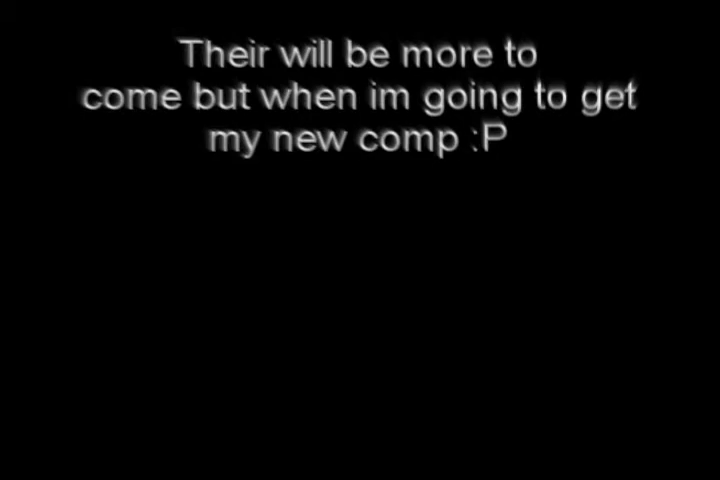 Their will be more to
come but when im going to get
my new comp :P